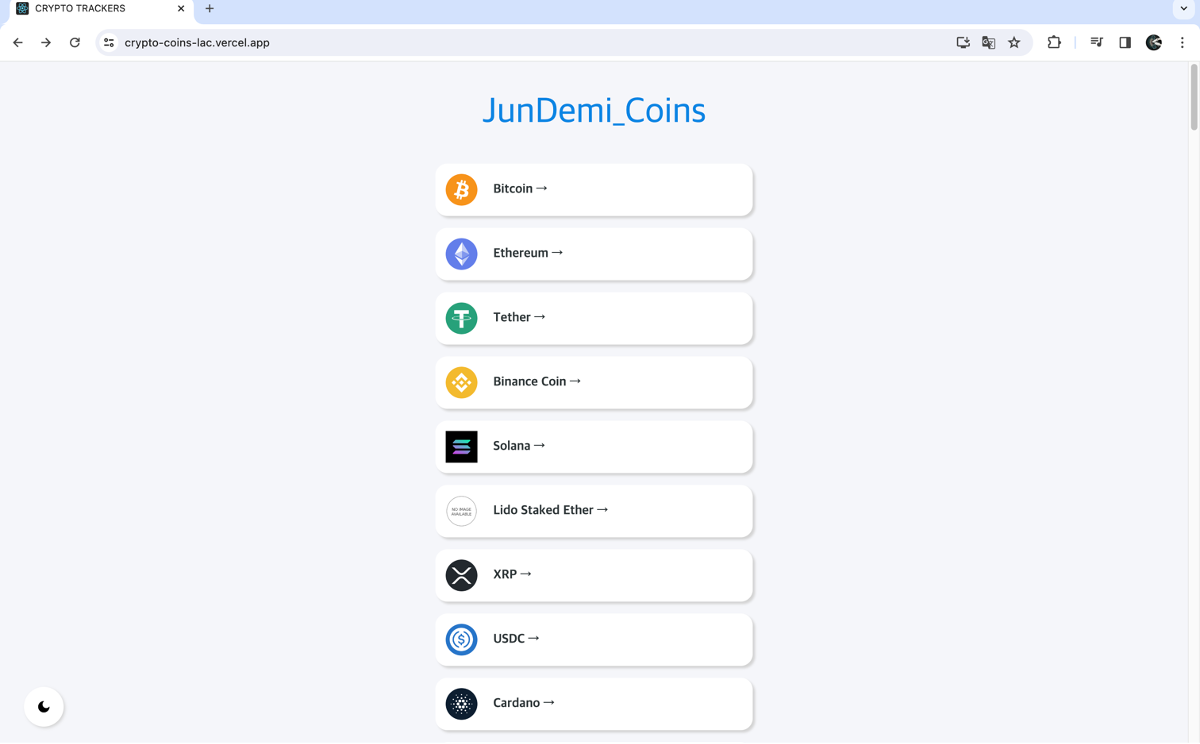 CRYPTO TRACKERS
crypto-coins-lac.vercel.app
JunDemi_Coins
Bitcoin →
Ethereum →
Tether →
Binance Coin →
Solana →
NO IMAGE
AVAILABLE
Lido Staked Ether →
XRP →
USDC →
Cardano →